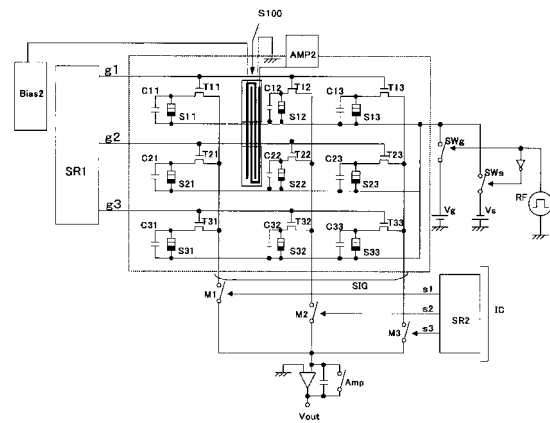 S100
AMP2
g1
Bias2
SR1
C11
T11
S11
C12
T12
S12
C13
T13
S13
g2
C21
T21
S21
C22
T22
S22
C23
T23
S23
g3
C31
T31
S31
C32
T32
S32
C33
T33
S33
SWg
SWs
Vg
Vs
RF
SIG
M1
M2
M3
s1
s2
s3
SR2
IC
Amp
Vout